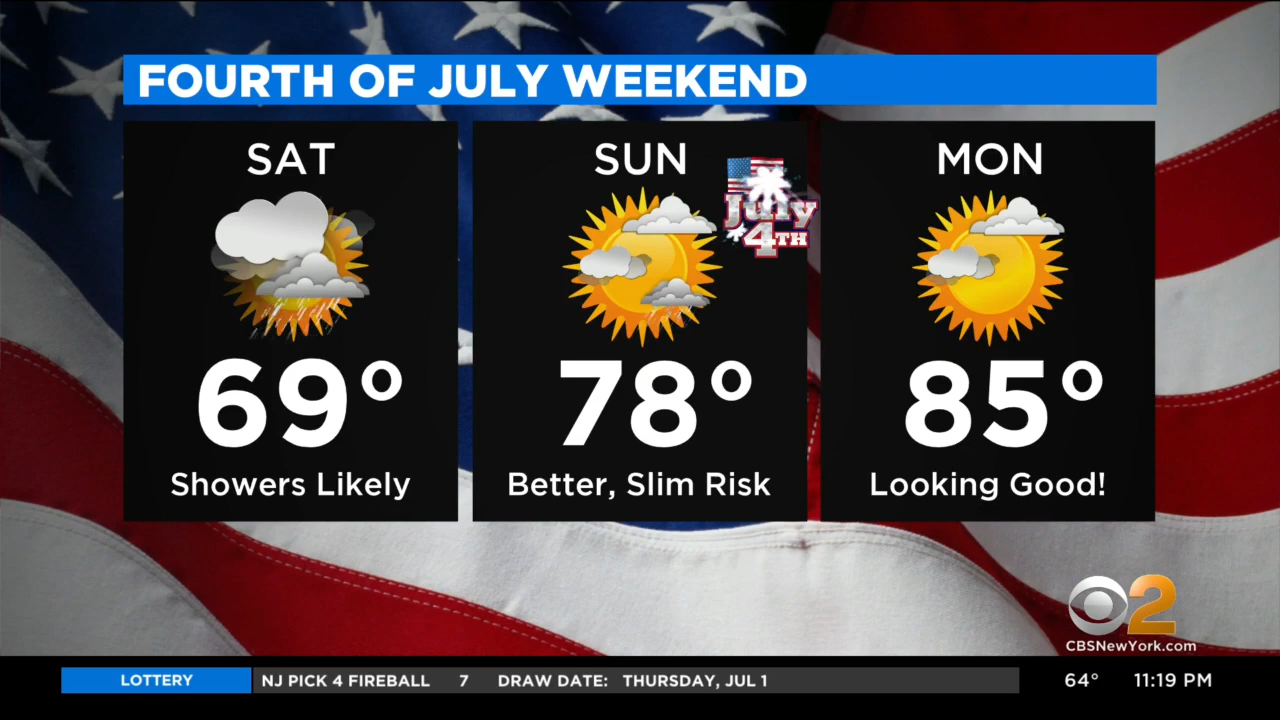 FOURTH OF JULY WEEKEND
SAT
69°
Showers Likely
SUN
July
4TH
78°
Better, Slim Risk
MON
85°
Looking Good!
2
CBSNewYork.com
LOTTERY
NJ PICK 4 FIREBALL 7 DRAW DATE: THURSDAY, JUL 1
64° 11:19 PM